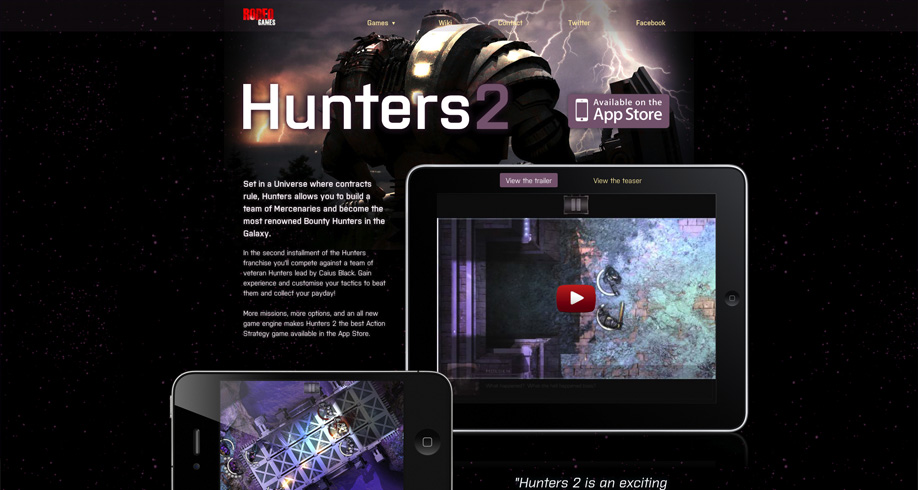 RODEO
GAMES
Games ▾
Wiki
Contact
Twitter
Facebook
Hunters2
Available on the
App Store
View the trailer
View the teaser
Set in a Universe where contracts
rule, Hunters allows you to build a
team of Mercenaries and become the
most renowned Bounty Hunters in the
Galaxy.
In the second installment of the Hunters
franchise you'll compete against a team of
veteran Hunters lead by Caius Black. Gain
experience and customise your tactics to beat
them and collect your payday!
More missions, more options, and an all new
game engine makes Hunters 2 the best Action
Strategy game available in the App Store.
"Hunters 2 is an exciting